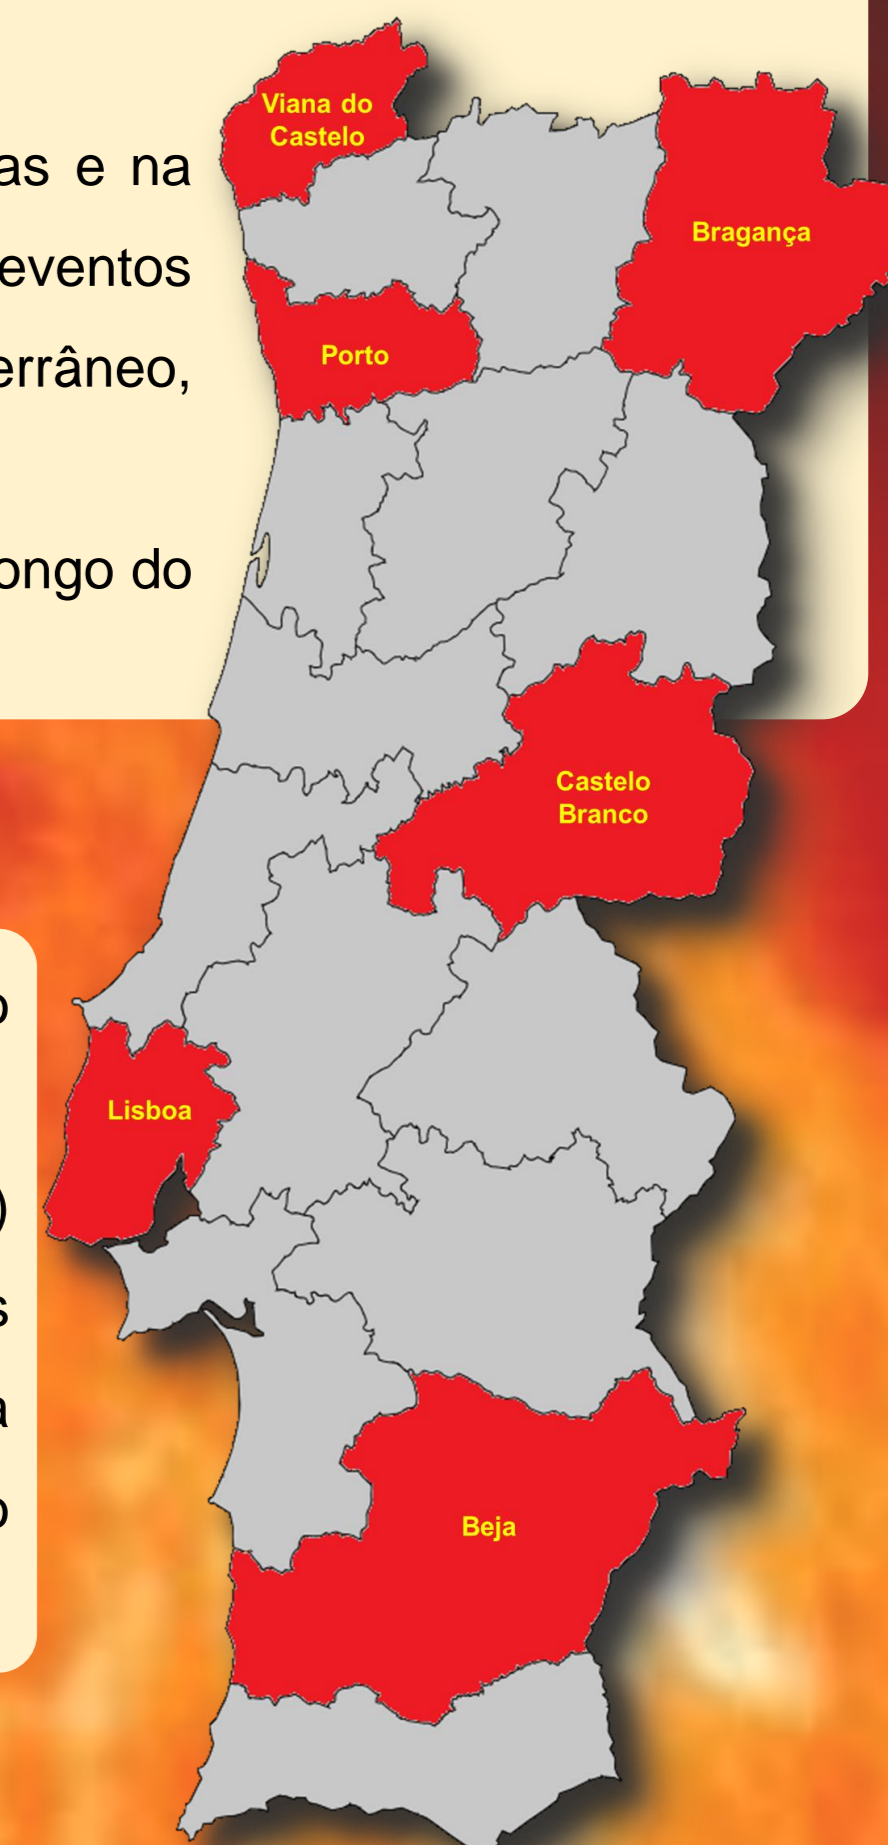 as e na
eventos
errâneo,
ongo do
o
)
s
a
o
Viana do
Castelo
Bragança
Porto
Castelo
Branco
Lisboa
Beja